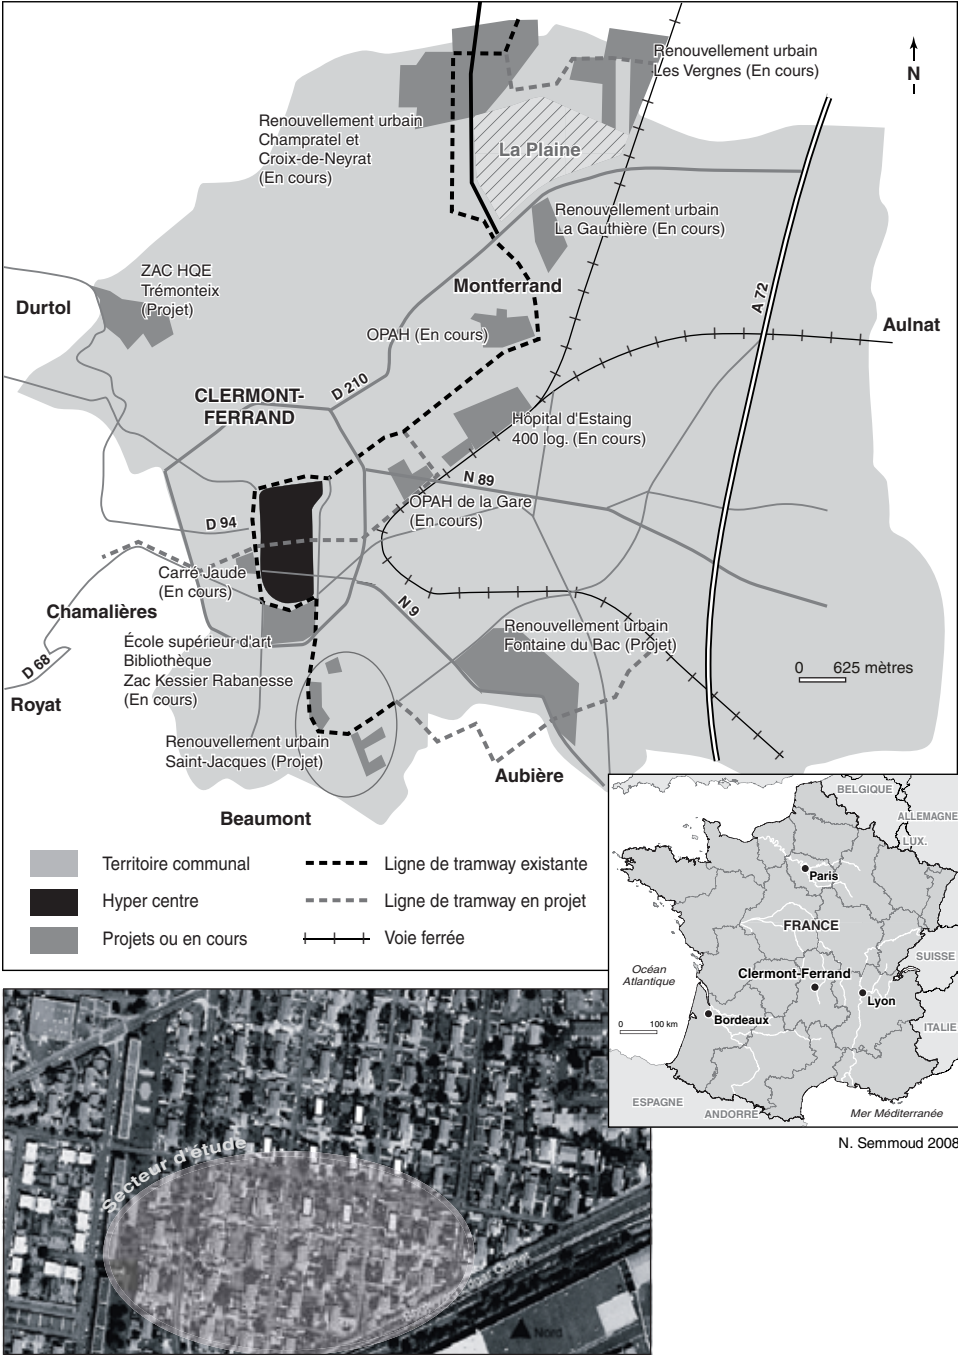 Renouvellement urbain
Les Vergnes (En cours)
N
Renouvellement urbain
Champratel et
Croix-de-Neyrat
(En cours)
La Plaine
Renouvellement urbain
La Gauthière (En cours)
ZAC HQE
Trémonteix
(Projet)
Durtol
Montferrand
A 72
Aulnat
OPAH (En cours)
D 210
CLERMONT-
FERRAND
Hôpital d'Estaing
400 log. (En cours)
N 89
OPAH de la Gare
(En cours)
D 94
Carré Jaude
(En cours)
Chamalières
N 9
Renouvellement urbain
Fontaine du Bac (Projet)
École supérieur d'art
Bibliothèque
Zac Kessier Rabanesse
(En cours)
D 68
Royat
0 625 mètres
Renouvellement urbain
Saint-Jacques (Projet)
Aubière
Beaumont
Territoire communal
Hyper centre
Projets ou en cours
Ligne de tramway existante
Ligne de tramway en projet
Voie ferrée
BELGIQUE
ALLEMAGNE
LUX.
Paris
FRANCE
SUISSE
Océan
Atlantique
Clermont-Ferrand
Lyon
Bordeaux
0 100 km
ITALIE
ESPAGNE
ANDORRE
Mer Méditerranée
N. Semmoud 2008
Secteur d'étude
Edgar Quinet
Nord